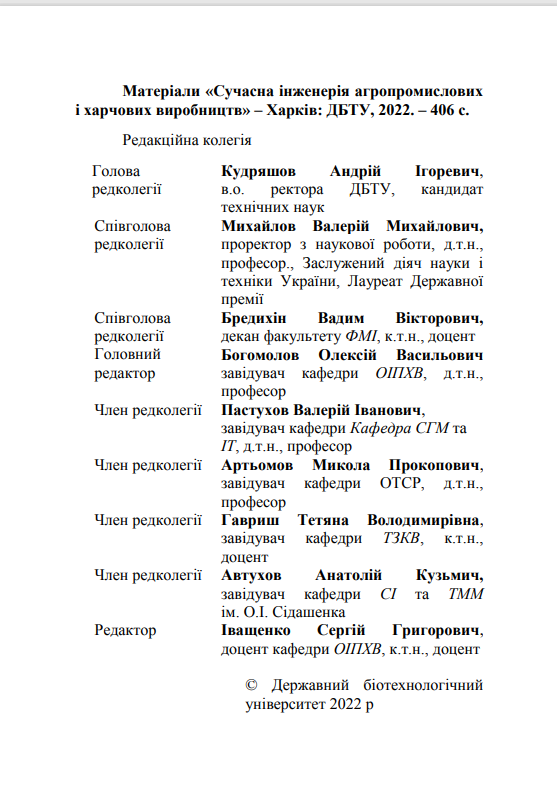 Матеріали «Сучасна інженерія агропромислових
і харчових виробництв» – Харків: ДБТУ, 2022. – 406 с.
Редакційна колегія
Голова Кудряшов Андрій Ігоревич,
редколегії в.о. ректора ДБТУ, кандидат
технічних наук
Співголова Михайлов Валерій Михайлович,
редколегії проректор з наукової роботи, д.т.н.,
професор., Заслужений діяч науки і
техніки України, Лауреат Державної
премії
Співголова Бредихін Вадим Вікторович,
редколегії декан факультету ФМІ, к.т.н., доцент
Головний Богомолов Олексій Васильович
редактор завідувач кафедри ОІПХВ, д.т.н.,
професор
Член редколегії Пастухов Валерій Іванович,
завідувач кафедри Кафедра СГМ та
ІТ, д.т.н., професор
Член редколегії Артьомов Микола Прокопович,
завідувач кафедри ОТСР, д.т.н.,
професор
Член редколегії Гавриш Тетяна Володимирівна,
завідувач кафедри ТЗКВ, к.т.н.,
доцент
Член редколегії Автухов Анатолій Кузьмич,
завідувач кафедри СІ та ТММ
ім. О.І. Сідашенка
Редактор Іващенко Сергій Григорович,
доцент кафедри ОІПХВ, к.т.н., доцент
© Державний біотехнологічний
університет 2022 р